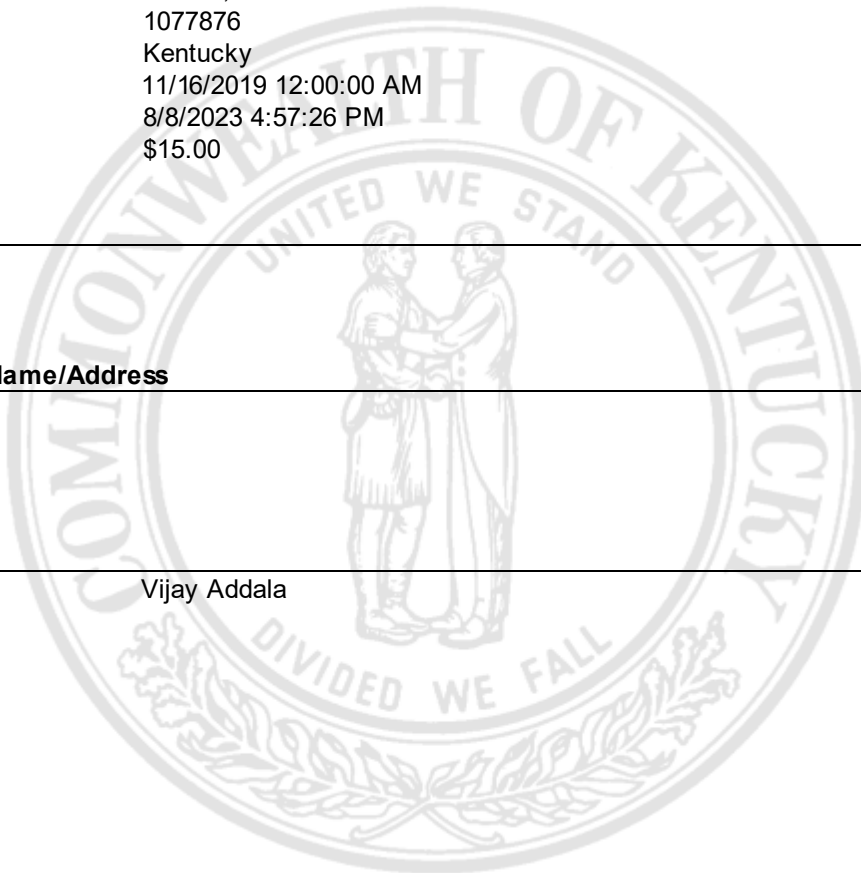 1077876
Kentucky
11/16/2019 12:00:00 AM
8/8/2023 4:57:26 PM
$15.00
COMMONWEALTH OF KENTUCKY
UNITED WE STAND
Name/Address
Vijay Addala
DIVIDED WE FALL